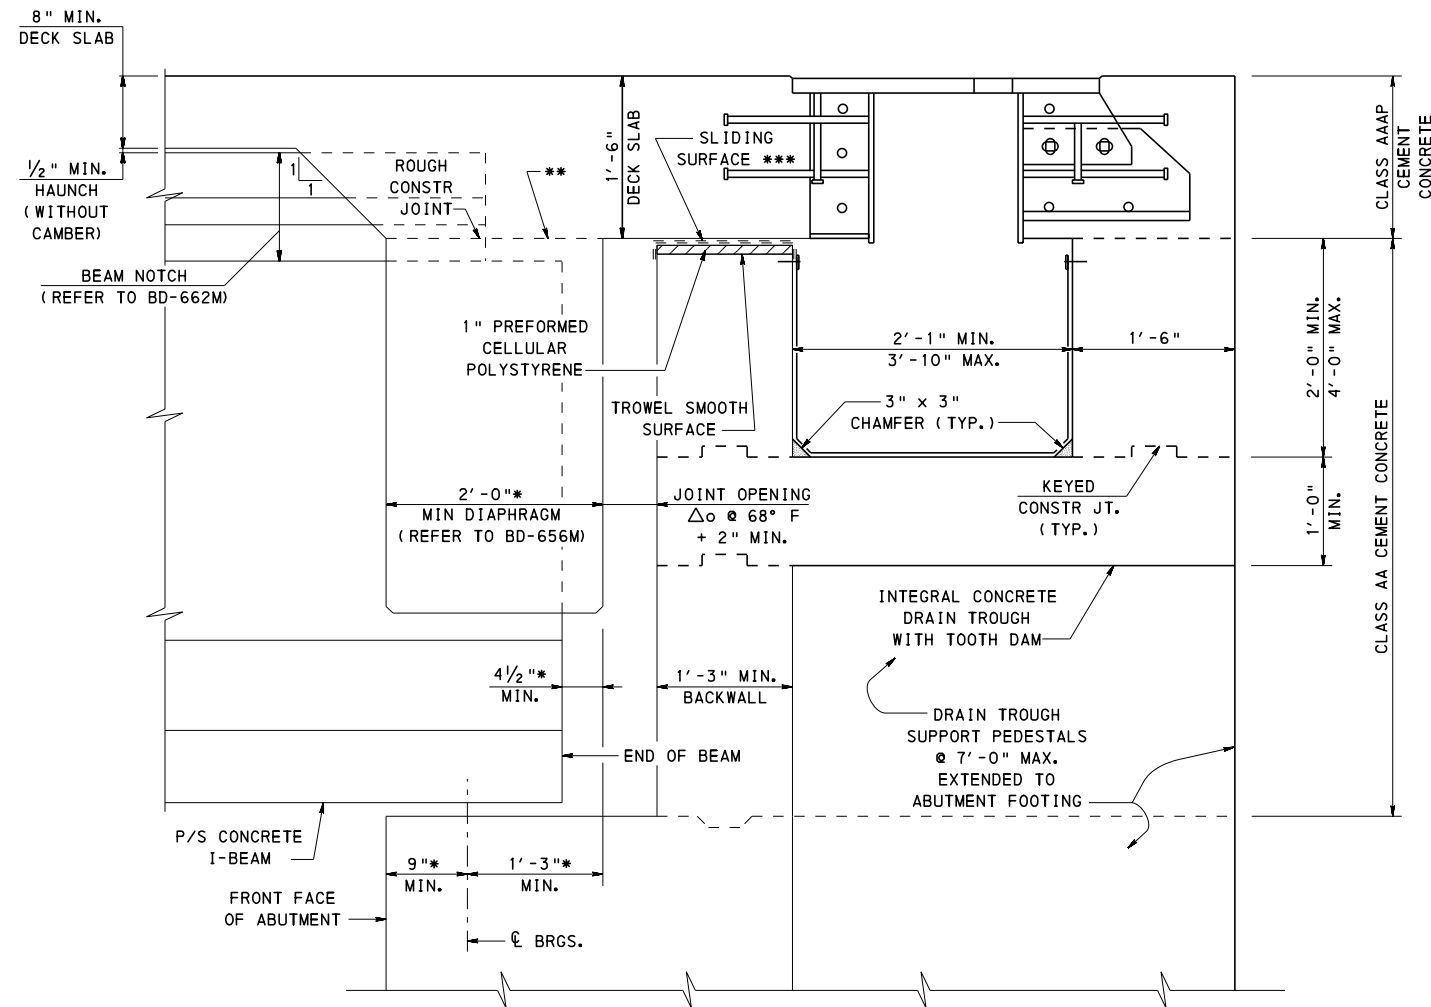 8" MIN.
DECK SLAB
1/2" MIN.
HAUNCH
(WITHOUT
CAMBER)
BEAM NOTCH
(REFER TO BD-662M)
1
1
ROUGH
CONSTR
JOINT
**
1'-6"
DECK SLAB
SLIDING
SURFACE ***
CLASS AAAP
CEMENT
CONCRETE
1" PREFORMED
CELLULAR
POLYSTYRENE
TROWEL SMOOTH
SURFACE
2'-1" MIN.
3'-10" MAX.
1'-6"
3" x 3"
CHAMFER (TYP.)
2'-0" MIN.
4'-0" MAX.
2'-0"*
MIN DIAPHRAGM
(REFER TO BD-656M)
JOINT OPENING
△o @ 68° F
+ 2" MIN.
KEYED
CONSTR JT.
(TYP.)
1'-0"
MIN.
CLASS AA CEMENT CONCRETE
INTEGRAL CONCRETE
DRAIN TROUGH
WITH TOOTH DAM
4 1/2"*
MIN.
1'-3" MIN.
BACKWALL
DRAIN TROUGH
SUPPORT PEDESTALS
@ 7'-0" MAX.
EXTENDED TO
ABUTMENT FOOTING
END OF BEAM
P/S CONCRETE
I-BEAM
9"*
MIN.
1'-3"*
MIN.
FRONT FACE
OF ABUTMENT
℄ BRGS.